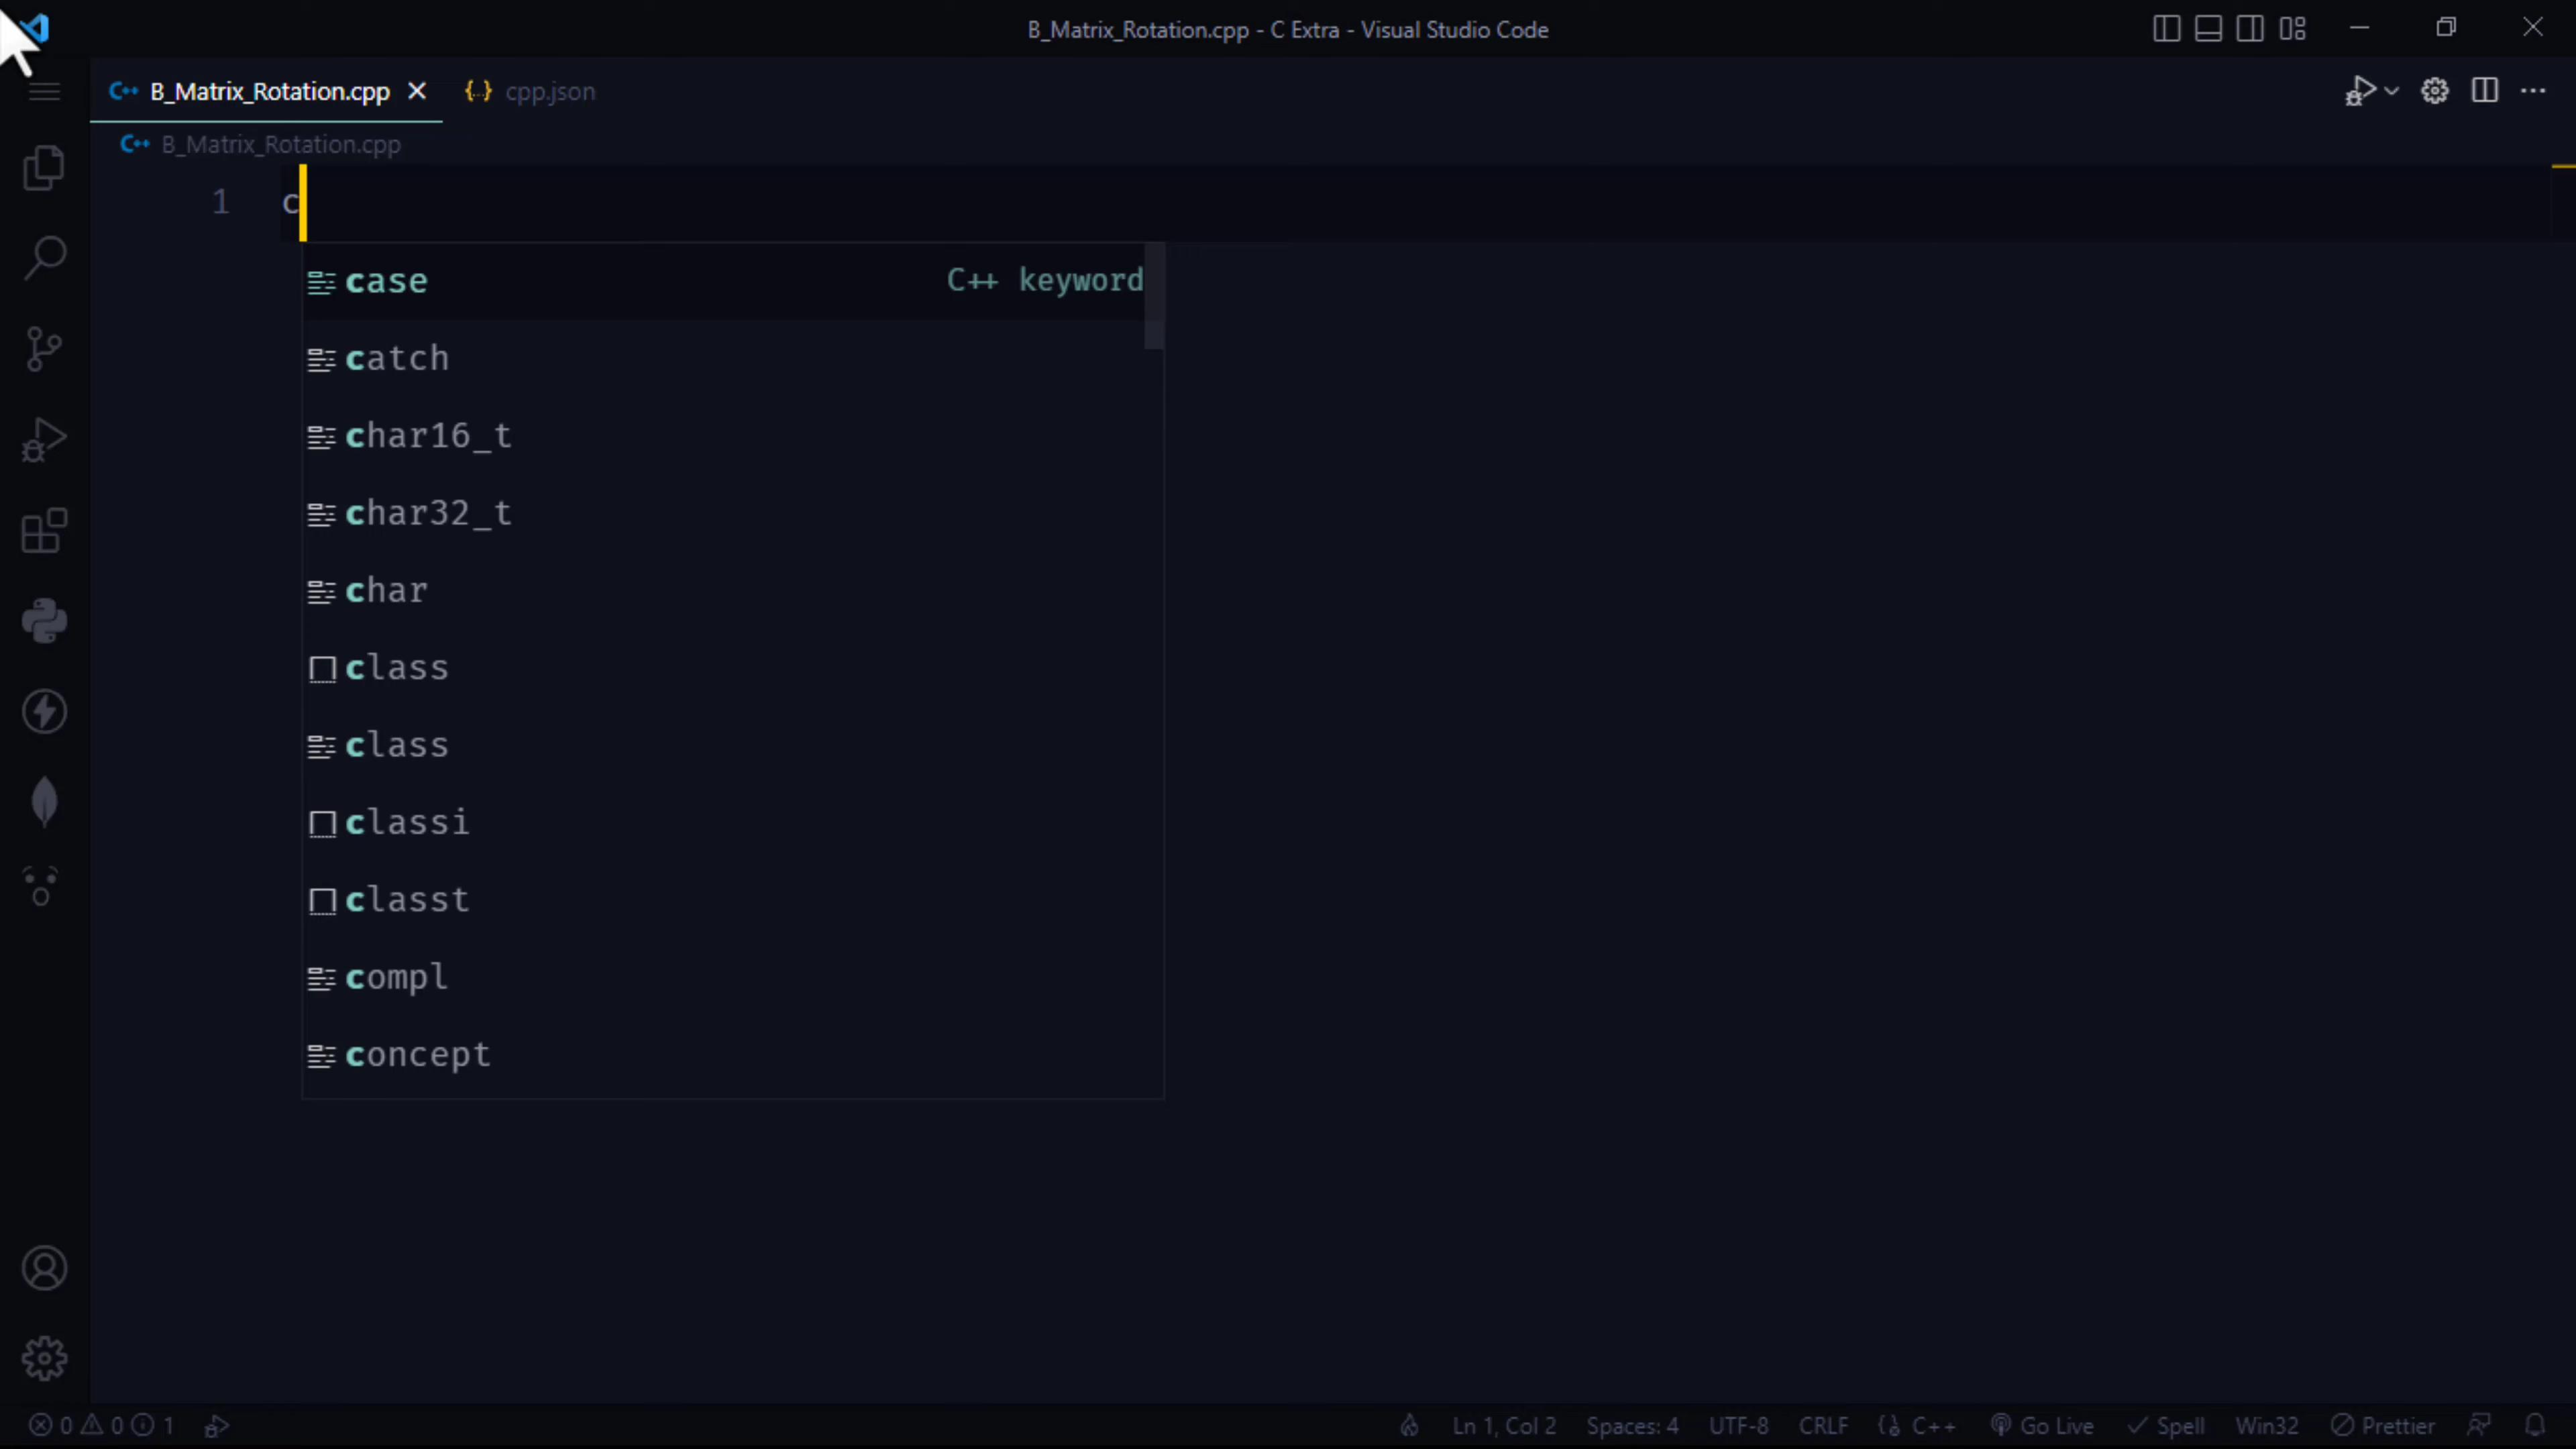 B_Matrix_Rotation.cpp - C Extra - Visual Studio Code
B_Matrix_Rotation.cpp cpp.json
B_Matrix_Rotation.cpp
1 c
case C++ keyword
catch
char16_t
char32_t
char
class
class
classi
classt
compl
concept
0 0 1 Ln 1, Col 2 Spaces: 4 UTF-8 CRLF C++ Go Live Spell Win32 Prettier